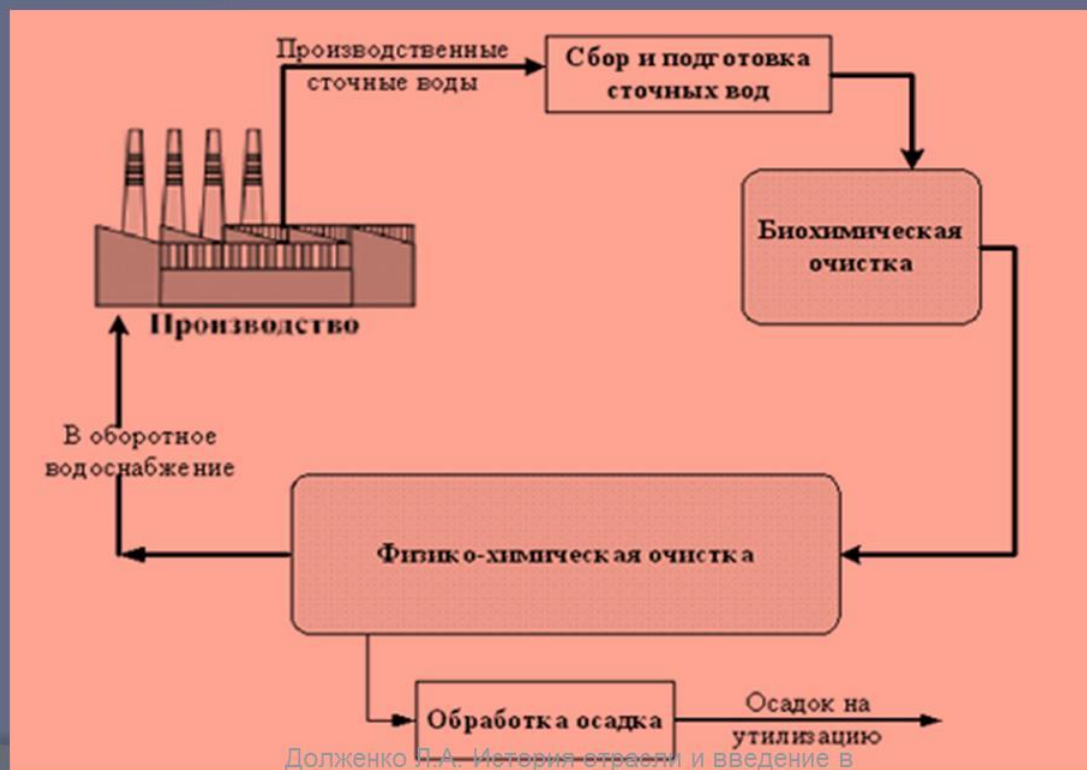 Производственные
сточные воды
Сбор и подготовка
сточных вод
Биохимическая
очистка
Производство
В оборотное
водоснабжение
Физико-химическая очистка
Обработка осадка
Осадок на
утилизацию
Долженко Л.А. История отрасли и введение в